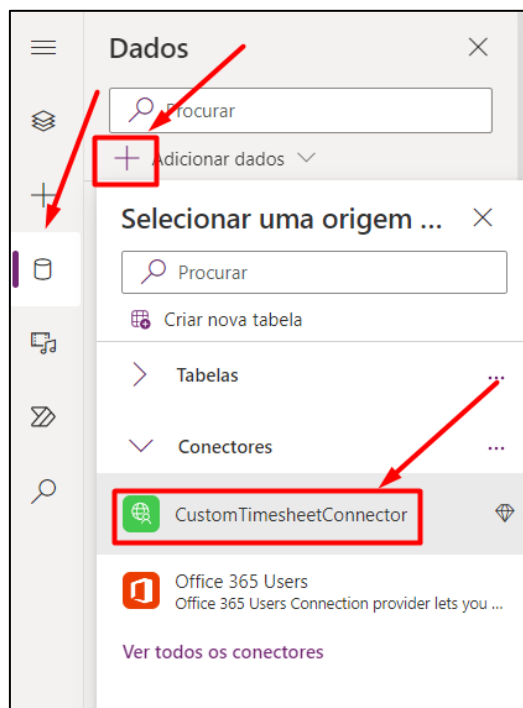 Dados
Procurar
Adicionar dados
Selecionar uma origem ...
Procurar
Criar nova tabela
Tabelas
...
Conectores
...
CustomTimesheetConnector
Office 365 Users
Office 365 Users Connection provider lets you ...
Ver todos os conectores